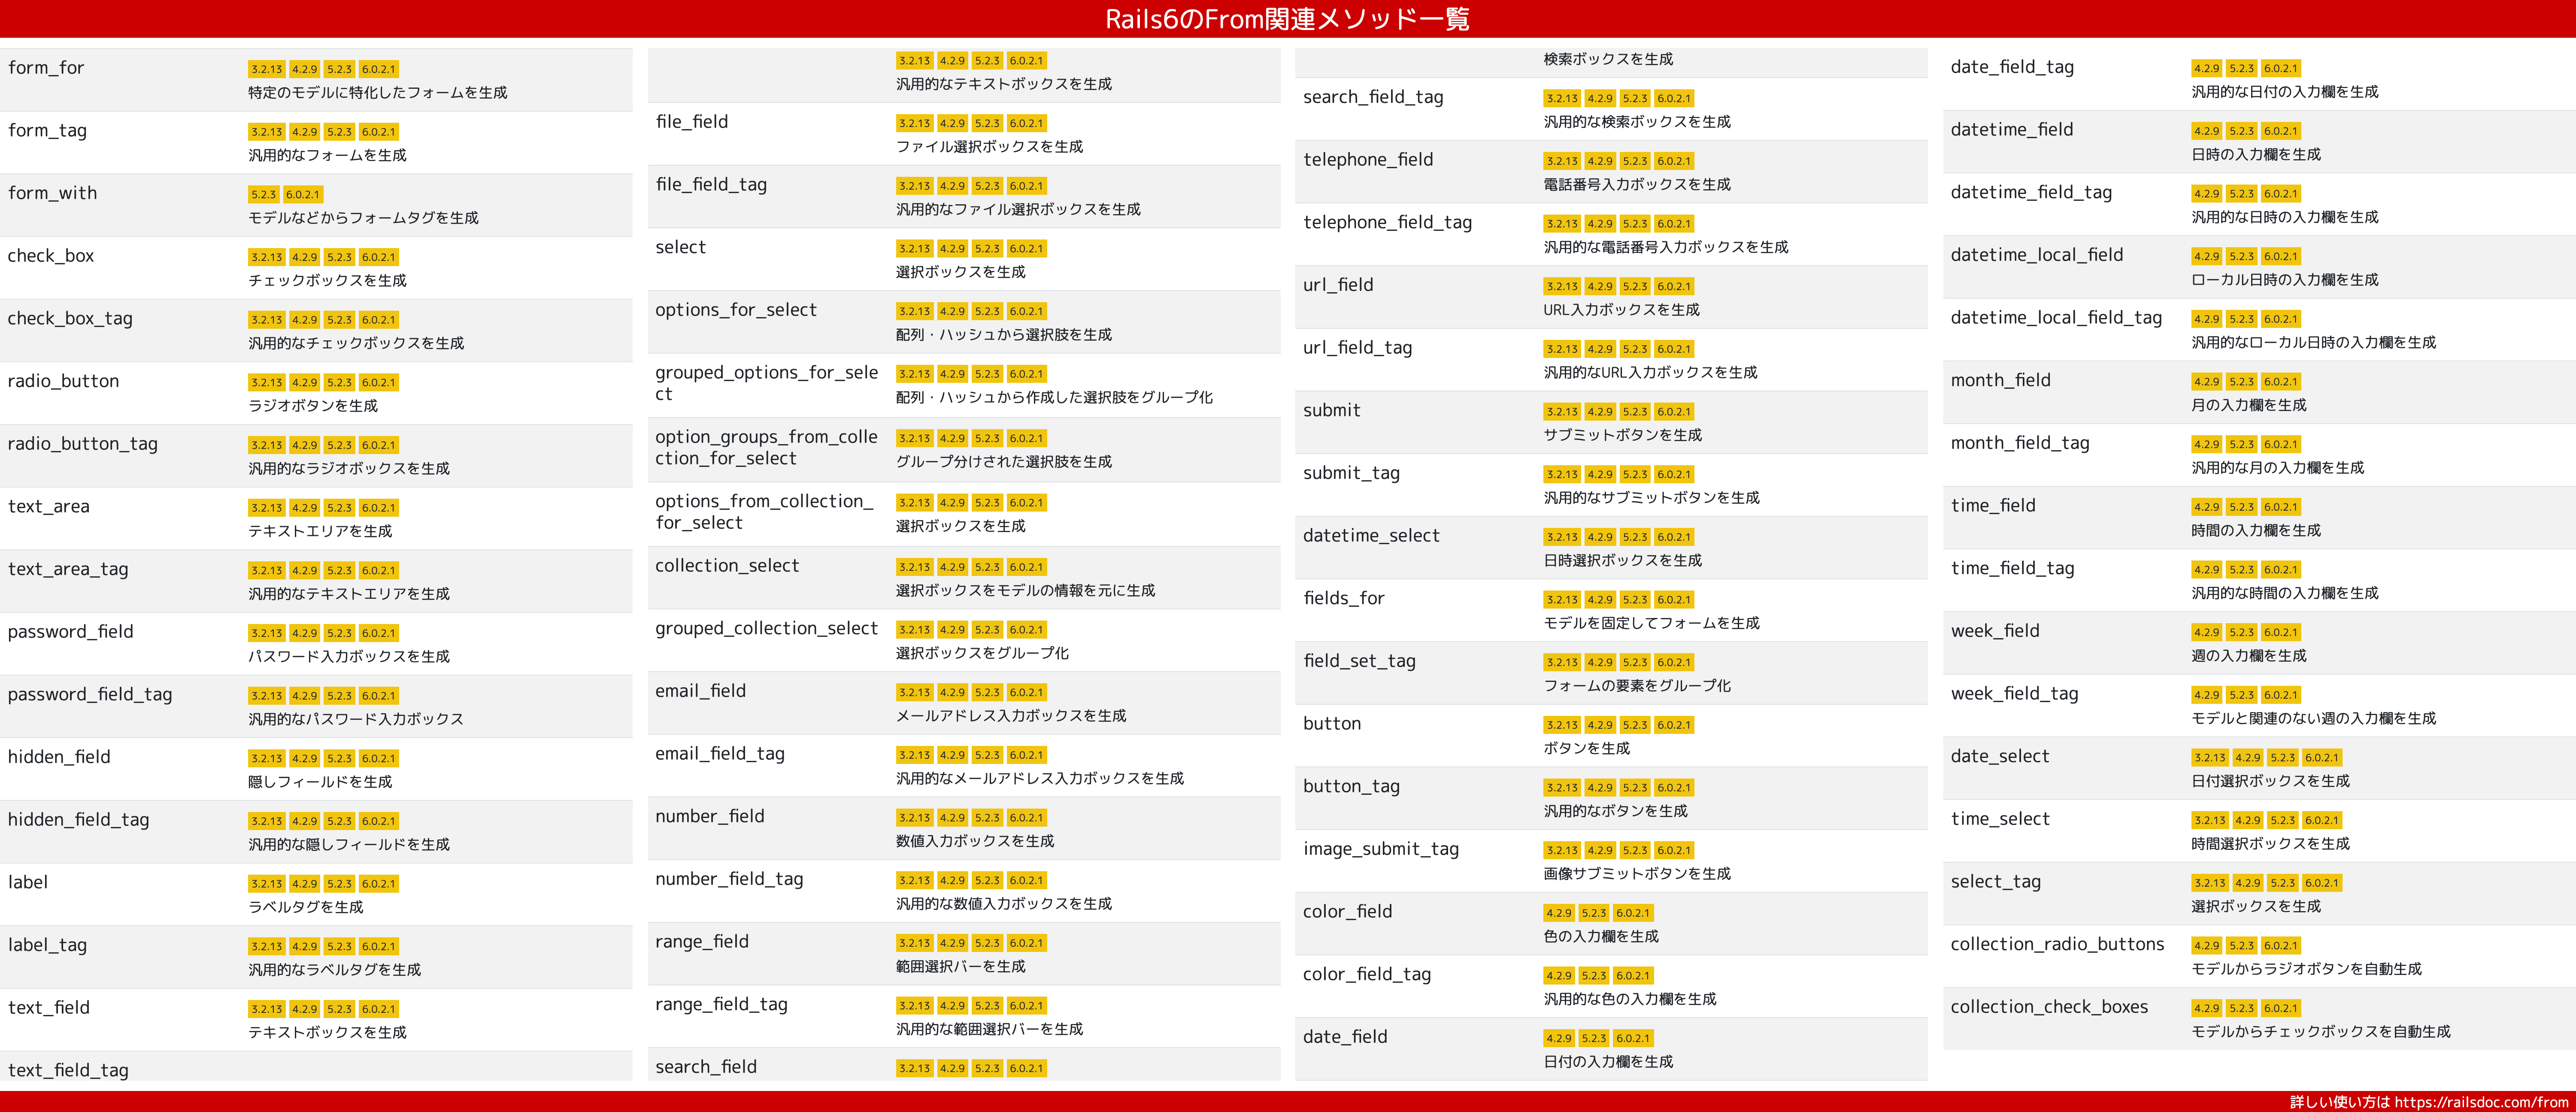 Rails6のFrom関連メソッド一覧
form_for
3.2.13 4.2.9 5.2.3 6.0.2.1
特定のモデルに特化したフォームを生成
form_tag
3.2.13 4.2.9 5.2.3 6.0.2.1
汎用的なフォームを生成
form_with
5.2.3 6.0.2.1
モデルなどからフォームタグを生成
check_box
3.2.13 4.2.9 5.2.3 6.0.2.1
チェックボックスを生成
check_box_tag
3.2.13 4.2.9 5.2.3 6.0.2.1
汎用的なチェックボックスを生成
radio_button
3.2.13 4.2.9 5.2.3 6.0.2.1
ラジオボタンを生成
radio_button_tag
3.2.13 4.2.9 5.2.3 6.0.2.1
汎用的なラジオボックスを生成
text_area
3.2.13 4.2.9 5.2.3 6.0.2.1
テキストエリアを生成
text_area_tag
3.2.13 4.2.9 5.2.3 6.0.2.1
汎用的なテキストエリアを生成
password_field
3.2.13 4.2.9 5.2.3 6.0.2.1
パスワード入力ボックスを生成
password_field_tag
3.2.13 4.2.9 5.2.3 6.0.2.1
汎用的なパスワード入力ボックス
hidden_field
3.2.13 4.2.9 5.2.3 6.0.2.1
隠しフィールドを生成
hidden_field_tag
3.2.13 4.2.9 5.2.3 6.0.2.1
汎用的な隠しフィールドを生成
label
3.2.13 4.2.9 5.2.3 6.0.2.1
ラベルタグを生成
label_tag
3.2.13 4.2.9 5.2.3 6.0.2.1
汎用的なラベルタグを生成
text_field
3.2.13 4.2.9 5.2.3 6.0.2.1
テキストボックスを生成
text_field_tag
3.2.13 4.2.9 5.2.3 6.0.2.1
汎用的なテキストボックスを生成
file_field
3.2.13 4.2.9 5.2.3 6.0.2.1
ファイル選択ボックスを生成
file_field_tag
3.2.13 4.2.9 5.2.3 6.0.2.1
汎用的なファイル選択ボックスを生成
select
3.2.13 4.2.9 5.2.3 6.0.2.1
選択ボックスを生成
options_for_select
3.2.13 4.2.9 5.2.3 6.0.2.1
配列・ハッシュから選択肢を生成
grouped_options_for_sele
ct
3.2.13 4.2.9 5.2.3 6.0.2.1
配列・ハッシュから作成した選択肢をグループ化
option_groups_from_colle
ction_for_select
3.2.13 4.2.9 5.2.3 6.0.2.1
グループ分けされた選択肢を生成
options_from_collection_
for_select
3.2.13 4.2.9 5.2.3 6.0.2.1
選択ボックスを生成
collection_select
3.2.13 4.2.9 5.2.3 6.0.2.1
選択ボックスをモデルの情報を元に生成
grouped_collection_select
3.2.13 4.2.9 5.2.3 6.0.2.1
選択ボックスをグループ化
email_field
3.2.13 4.2.9 5.2.3 6.0.2.1
メールアドレス入力ボックスを生成
email_field_tag
3.2.13 4.2.9 5.2.3 6.0.2.1
汎用的なメールアドレス入力ボックスを生成
number_field
3.2.13 4.2.9 5.2.3 6.0.2.1
数値入力ボックスを生成
number_field_tag
3.2.13 4.2.9 5.2.3 6.0.2.1
汎用的な数値入力ボックスを生成
range_field
3.2.13 4.2.9 5.2.3 6.0.2.1
範囲選択バーを生成
range_field_tag
3.2.13 4.2.9 5.2.3 6.0.2.1
汎用的な範囲選択バーを生成
search_field
3.2.13 4.2.9 5.2.3 6.0.2.1
検索ボックスを生成
search_field_tag
3.2.13 4.2.9 5.2.3 6.0.2.1
汎用的な検索ボックスを生成
telephone_field
3.2.13 4.2.9 5.2.3 6.0.2.1
電話番号入力ボックスを生成
telephone_field_tag
3.2.13 4.2.9 5.2.3 6.0.2.1
汎用的な電話番号入力ボックスを生成
url_field
3.2.13 4.2.9 5.2.3 6.0.2.1
URL入力ボックスを生成
url_field_tag
3.2.13 4.2.9 5.2.3 6.0.2.1
汎用的なURL入力ボックスを生成
submit
3.2.13 4.2.9 5.2.3 6.0.2.1
サブミットボタンを生成
submit_tag
3.2.13 4.2.9 5.2.3 6.0.2.1
汎用的なサブミットボタンを生成
datetime_select
3.2.13 4.2.9 5.2.3 6.0.2.1
日時選択ボックスを生成
fields_for
3.2.13 4.2.9 5.2.3 6.0.2.1
モデルを固定してフォームを生成
field_set_tag
3.2.13 4.2.9 5.2.3 6.0.2.1
フォームの要素をグループ化
button
3.2.13 4.2.9 5.2.3 6.0.2.1
ボタンを生成
button_tag
3.2.13 4.2.9 5.2.3 6.0.2.1
汎用的なボタンを生成
image_submit_tag
3.2.13 4.2.9 5.2.3 6.0.2.1
画像サブミットボタンを生成
color_field
4.2.9 5.2.3 6.0.2.1
色の入力欄を生成
color_field_tag
4.2.9 5.2.3 6.0.2.1
汎用的な色の入力欄を生成
date_field
4.2.9 5.2.3 6.0.2.1
日付の入力欄を生成
date_field_tag
4.2.9 5.2.3 6.0.2.1
汎用的な日付の入力欄を生成
datetime_field
4.2.9 5.2.3 6.0.2.1
日時の入力欄を生成
datetime_field_tag
4.2.9 5.2.3 6.0.2.1
汎用的な日時の入力欄を生成
datetime_local_field
4.2.9 5.2.3 6.0.2.1
ローカル日時の入力欄を生成
datetime_local_field_tag
4.2.9 5.2.3 6.0.2.1
汎用的なローカル日時の入力欄を生成
month_field
4.2.9 5.2.3 6.0.2.1
月の入力欄を生成
month_field_tag
4.2.9 5.2.3 6.0.2.1
汎用的な月の入力欄を生成
time_field
4.2.9 5.2.3 6.0.2.1
時間の入力欄を生成
time_field_tag
4.2.9 5.2.3 6.0.2.1
汎用的な時間の入力欄を生成
week_field
4.2.9 5.2.3 6.0.2.1
週の入力欄を生成
week_field_tag
4.2.9 5.2.3 6.0.2.1
モデルと関連のない週の入力欄を生成
date_select
3.2.13 4.2.9 5.2.3 6.0.2.1
日付選択ボックスを生成
time_select
3.2.13 4.2.9 5.2.3 6.0.2.1
時間選択ボックスを生成
select_tag
3.2.13 4.2.9 5.2.3 6.0.2.1
選択ボックスを生成
collection_radio_buttons
4.2.9 5.2.3 6.0.2.1
モデルからラジオボタンを自動生成
collection_check_boxes
4.2.9 5.2.3 6.0.2.1
モデルからチェックボックスを自動生成
詳しい使い方は https://railsdoc.com/from